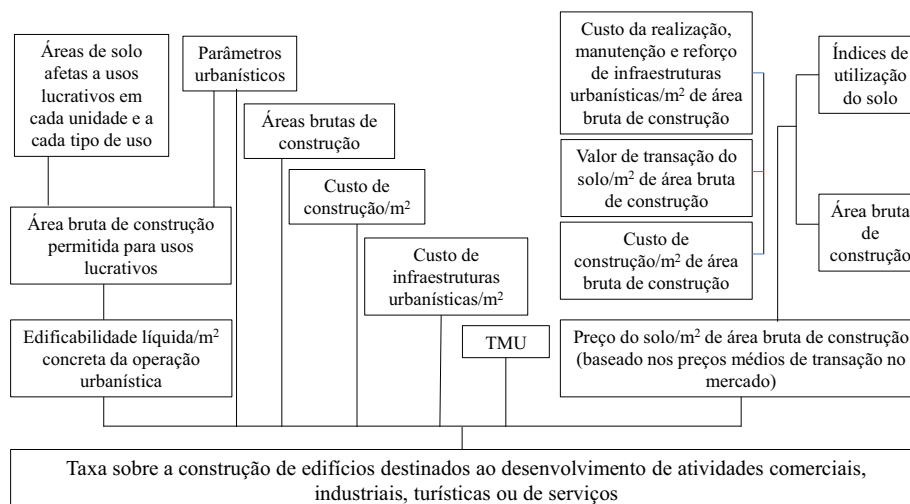 Áreas de solo
afetas a usos
lucrativos em
cada unidade e a
cada tipo de uso
Parâmetros
urbanísticos
Áreas brutas de
construção
Custo de
construção/m²
Custo de
infraestruturas
urbanísticas/m²
TMU
Área bruta de construção
permitida para usos
lucrativos
Edificabilidade líquida/m²
concreta da operação
urbanística
Custo da realização,
manutenção e reforço
de infraestruturas
urbanísticas/m² de área
bruta de construção
Valor de transação do
solo/m² de área bruta
de construção
Custo de
construção/m² de área
bruta de construção
Índices de
utilização
do solo
Área bruta
de
construção
Preço do solo/m² de área bruta de construção
(baseado nos preços médios de transação no
mercado)
Taxa sobre a construção de edifícios destinados ao desenvolvimento de atividades comerciais,
industriais, turísticas ou de serviços